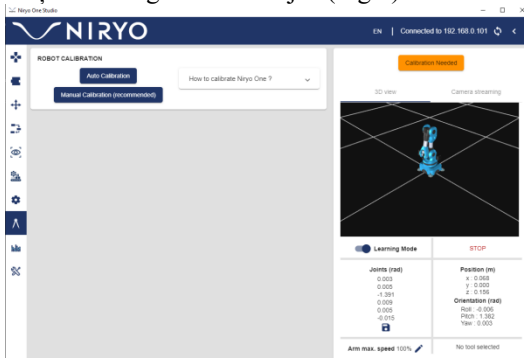 Niryo One Studio
NIRYO
EN | Connected to 192.168.0.101
ROBOT CALIBRATION
Auto Calibration
Manual Calibration (recommended)
How to calibrate Niryo One ?
Calibration Needed
3D view
Camera streaming
Learning Mode
STOP
Joints (rad)
0.003
0.005
-1.391
0.009
0.005
-0.015
Position (m)
x : 0.068
y : 0.000
z : 0.156
Orientation (rad)
Roll : -0.006
Pitch : 1.382
Yaw : 0.003
Arm max. speed 100%
No tool selected